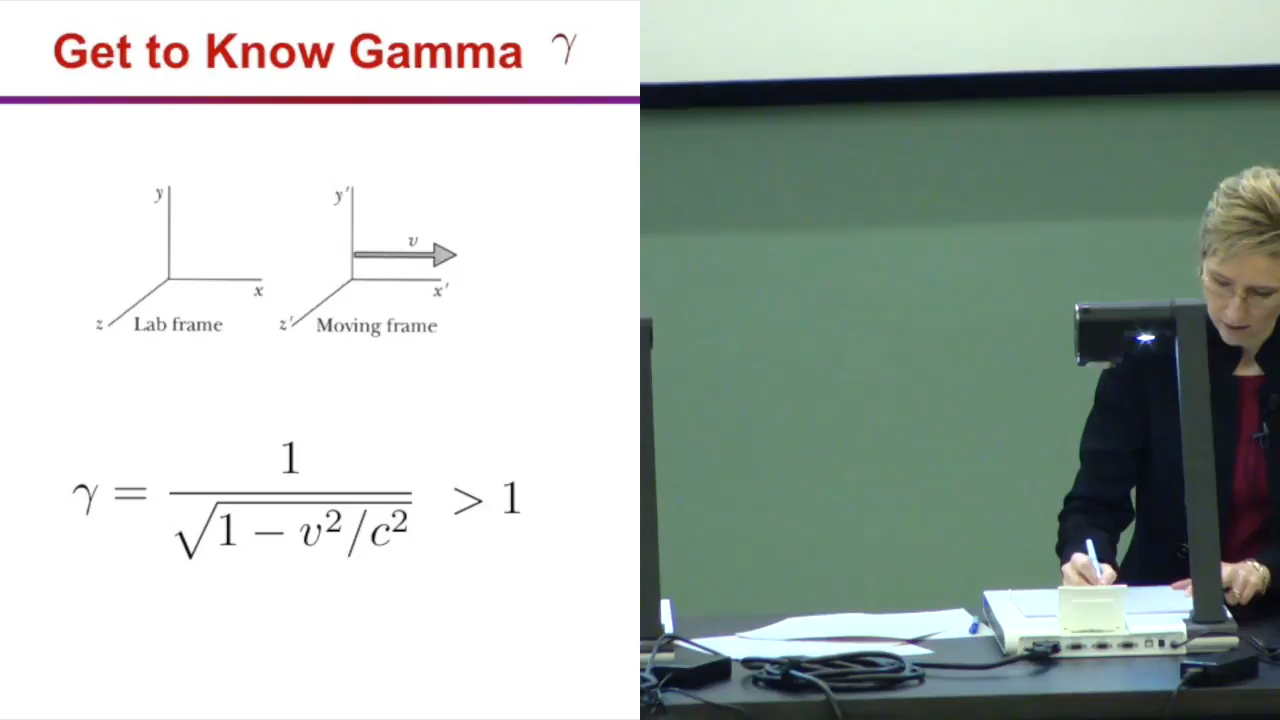 Get to Know Gamma γ
y
y′
v
x
x′
z
Lab frame
z′
Moving frame
γ = 1 / √(1 − v²/c²) > 1